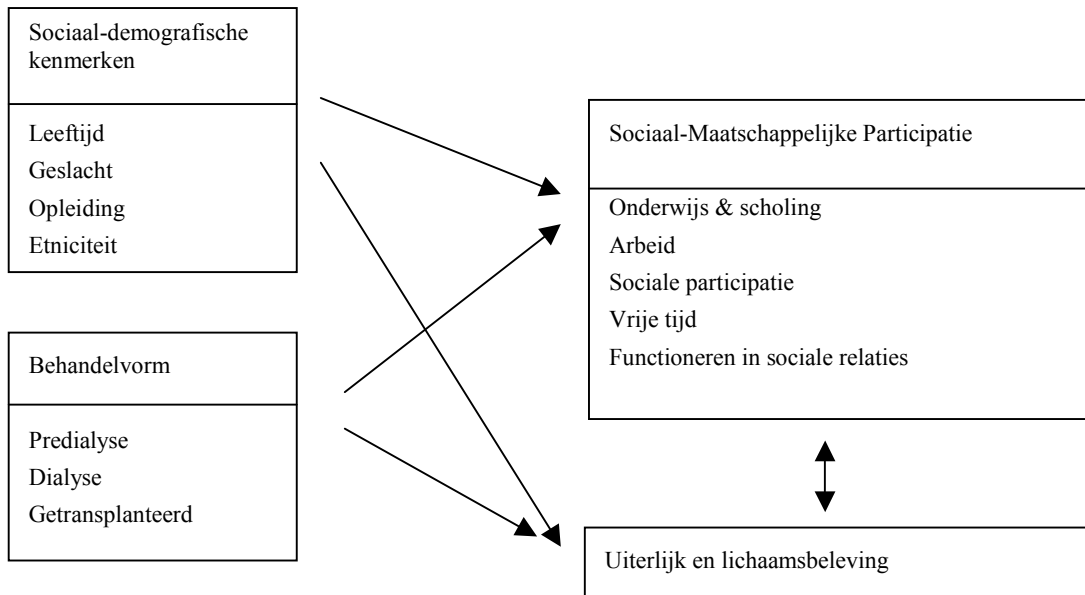 Sociaal-demografische
kenmerken
Leeftijd
Geslacht
Opleiding
Etniciteit
Behandelvorm
Predialyse
Dialyse
Getransplanteerd
Sociaal-Maatschappelijke Participatie
Onderwijs & scholing
Arbeid
Sociale participatie
Vrije tijd
Functioneren in sociale relaties
Uiterlijk en lichaamsbeleving